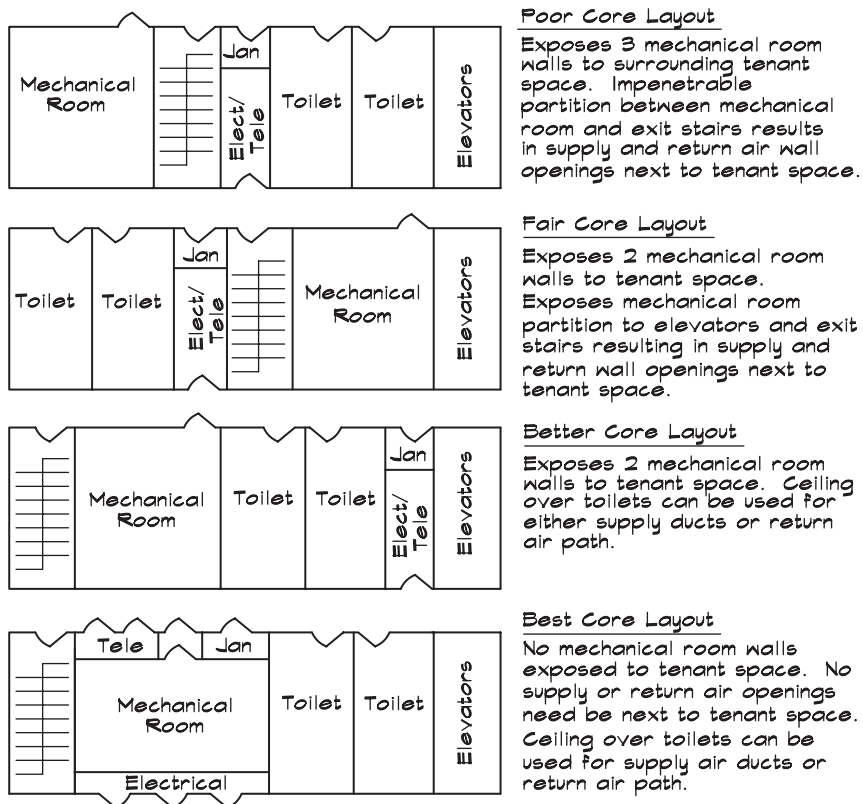 Poor Core Layout
Exposes 3 mechanical room
walls to surrounding tenant
space. Impenetrable
partition between mechanical
room and exit stairs results
in supply and return air wall
openings next to tenant space.
Mechanical
Room
Jan
Elect/
Tele
Toilet
Toilet
Elevators
Fair Core Layout
Exposes 2 mechanical room
walls to tenant space.
Exposes mechanical room
partition to elevators and exit
stairs resulting in supply and
return wall openings next to
tenant space.
Toilet
Toilet
Jan
Elect/
Tele
Mechanical
Room
Elevators
Better Core Layout
Exposes 2 mechanical room
walls to tenant space. Ceiling
over toilets can be used for
either supply ducts or return
air path.
Mechanical
Room
Toilet
Toilet
Jan
Elect/
Tele
Elevators
Best Core Layout
No mechanical room walls
exposed to tenant space. No
supply or return air openings
need be next to tenant space.
Ceiling over toilets can be
used for supply air ducts or
return air path.
Tele
Jan
Mechanical
Room
Electrical
Toilet
Toilet
Elevators